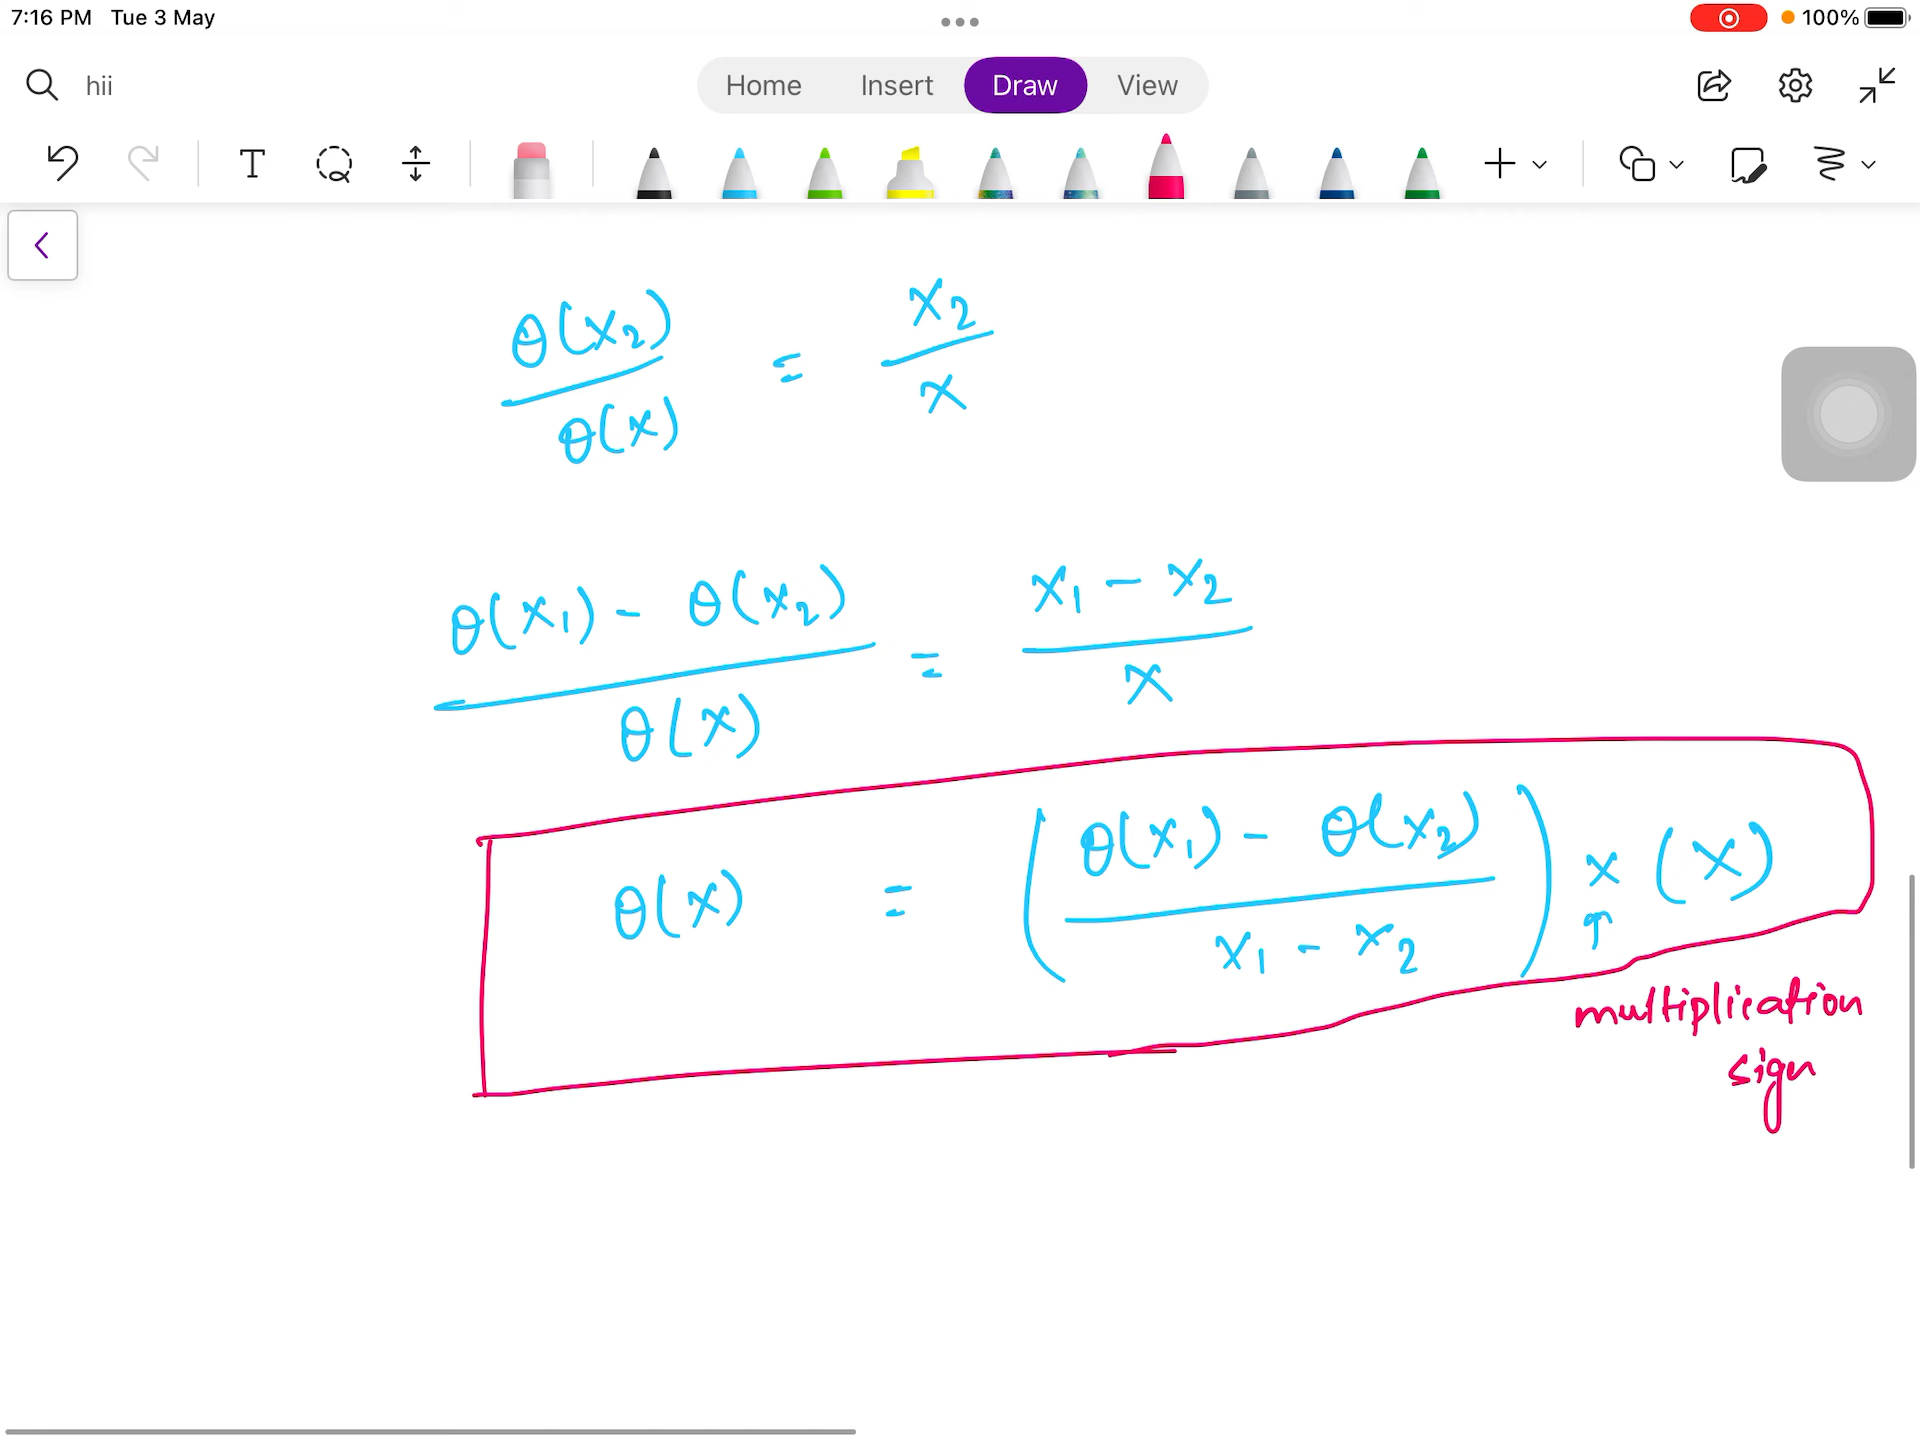 7:16 PM Tue 3 May
100%
hii
Home Insert Draw View
T
θ(x₂)/θ(x) = x₂/x
(θ(x₁) - θ(x₂))/θ(x) = (x₁ - x₂)/x
θ(x) = ((θ(x₁) - θ(x₂))/(x₁ - x₂)) × (x)
↑
multiplication
sign